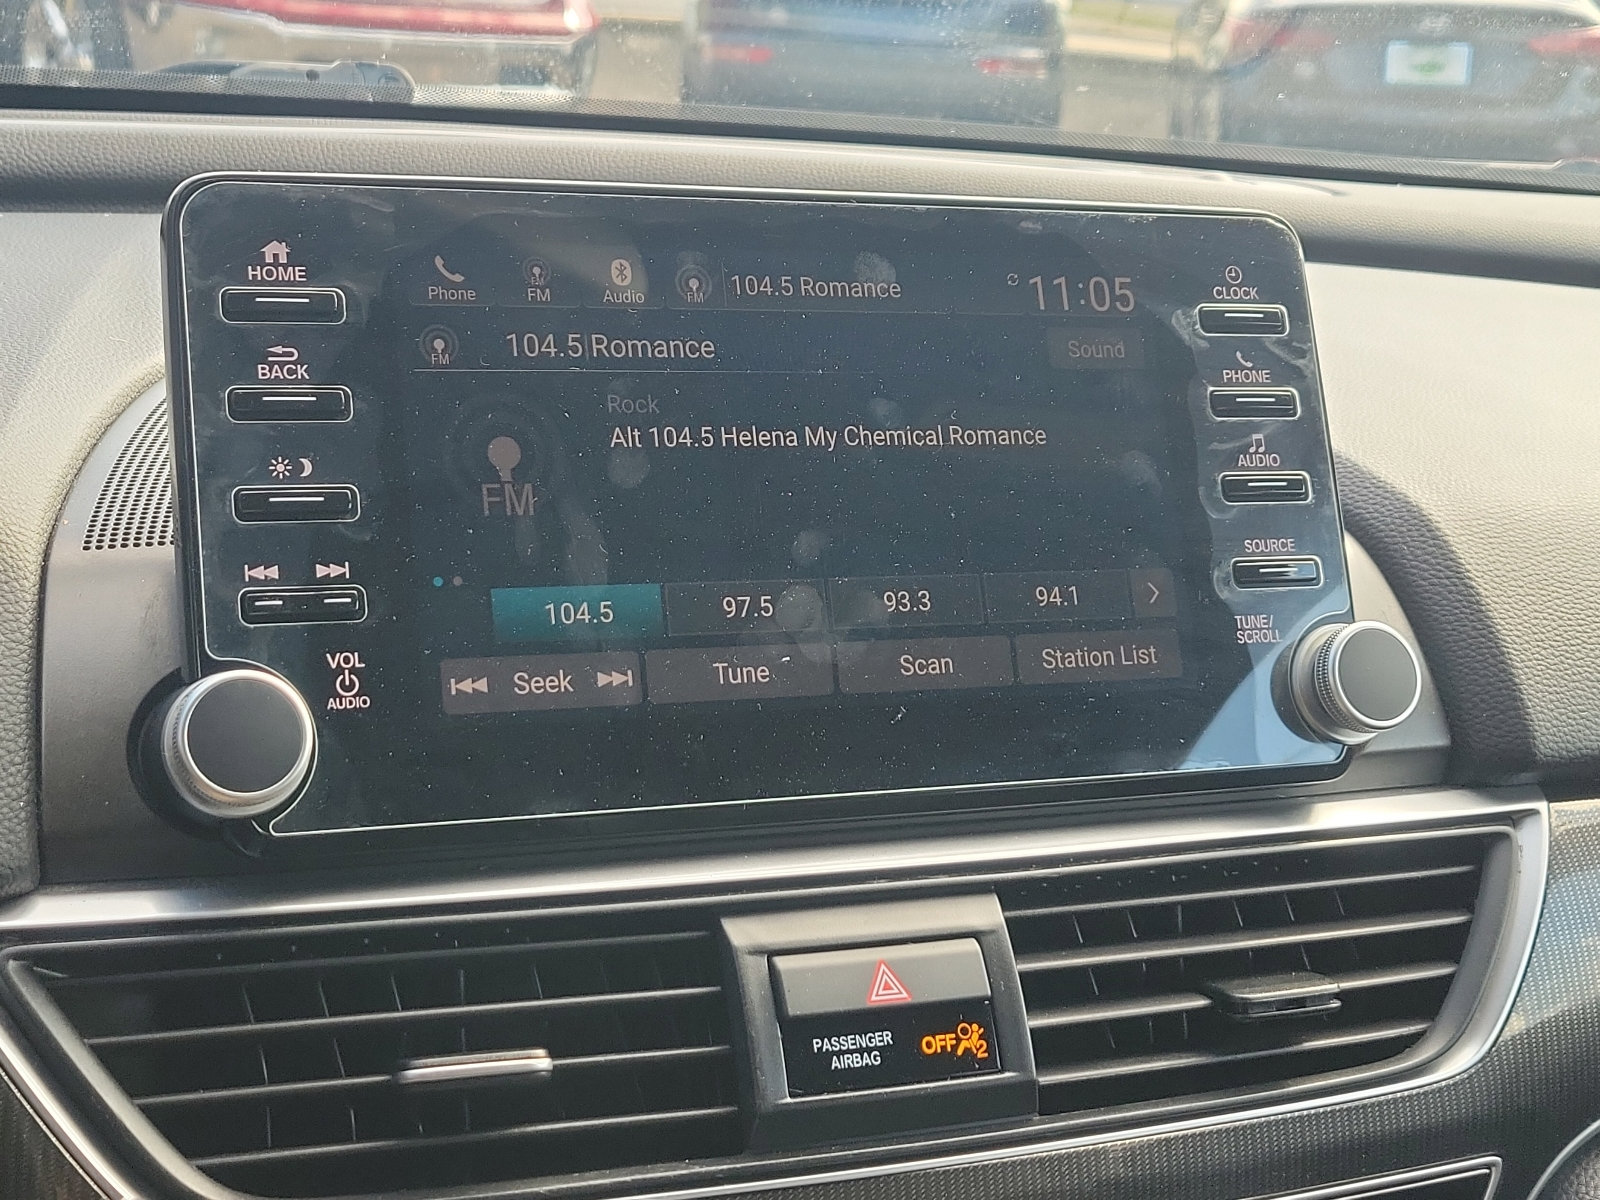 HOME
Phone
FM
FM
Audio
FM
104.5 Romance
11:05
CLOCK
FM
104.5 Romance
Sound
BACK
PHONE
Rock
Alt 104.5 Helena My Chemical Romance
FM
AUDIO
SOURCE
104.5
97.5
93.3
94.1
TUNE/
SCROLL
VOL
AUDIO
Seek
Tune
Scan
Station List
PASSENGER
AIRBAG
OFF 2